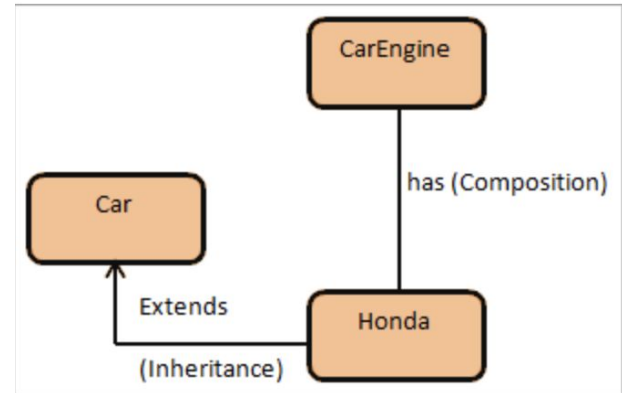 CarEngine
has (Composition)
Car
Extends
Honda
(Inheritance)